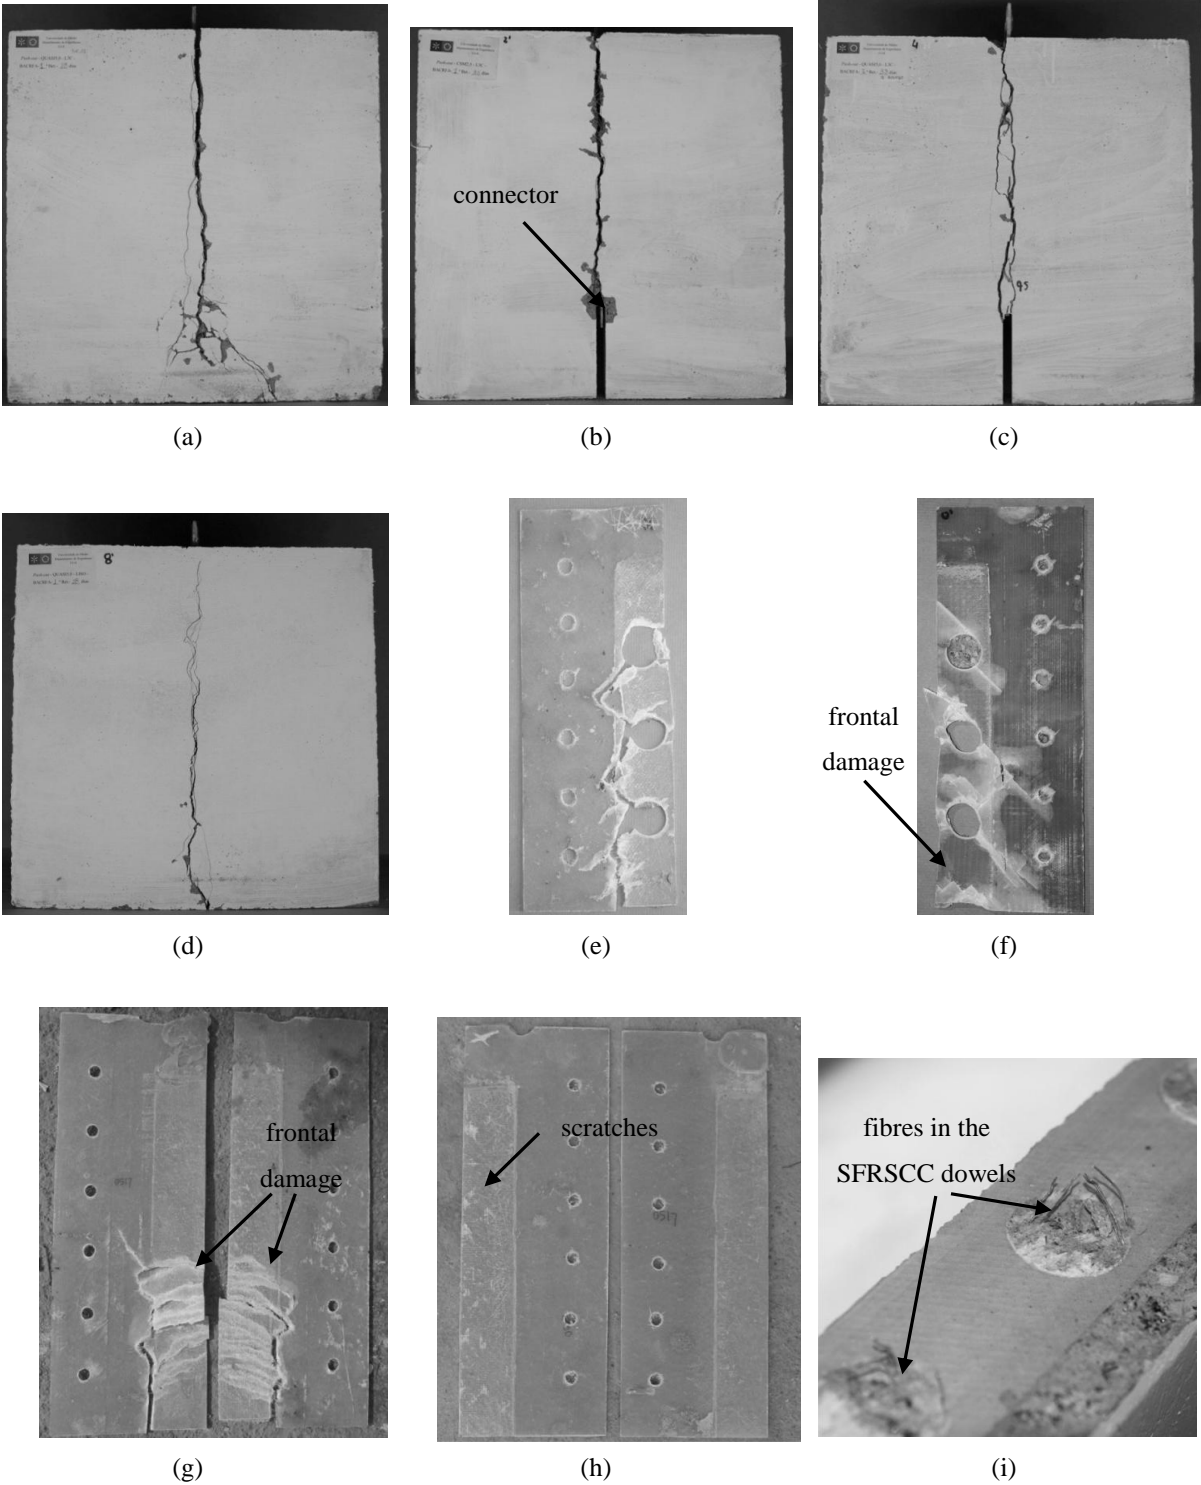 connector
(a)
(b)
(c)
frontal
damage
(d)
(e)
(f)
frontal
damage
scratches
fibres in the
SFRSCC dowels
(g)
(h)
(i)